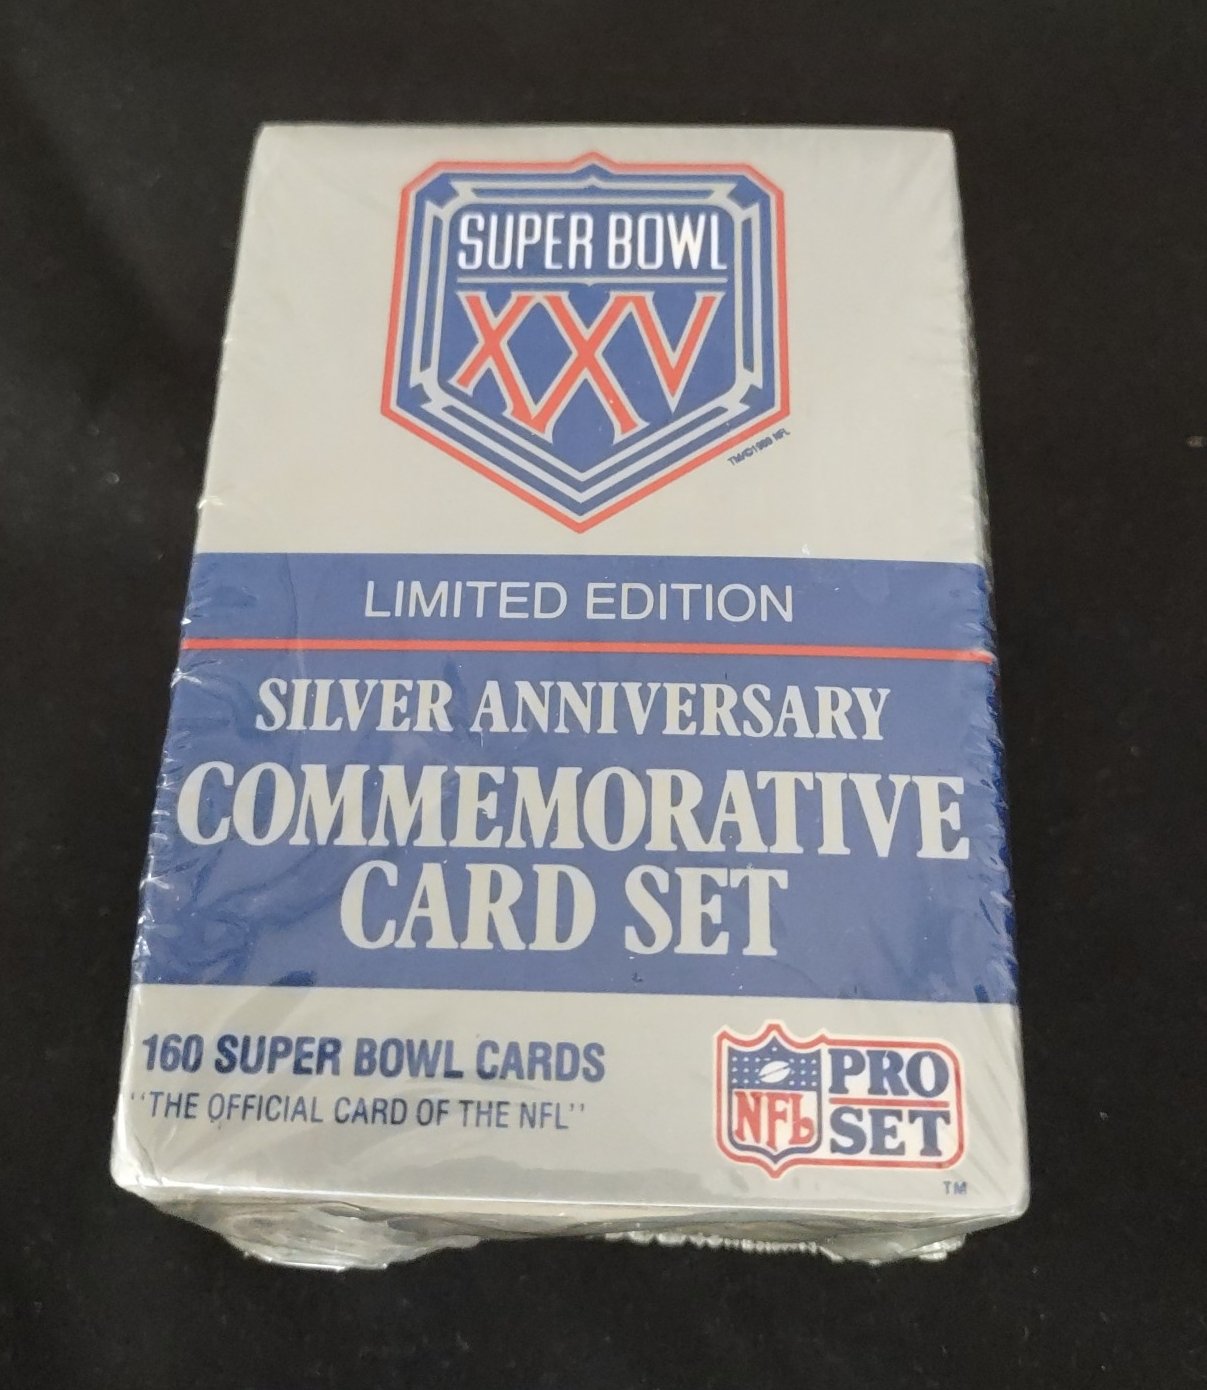 SUPER BOWL
XXV
LIMITED EDITION
SILVER ANNIVERSARY
COMMEMORATIVE
CARD SET
160 SUPER BOWL CARDS
"THE OFFICIAL CARD OF THE NFL"
NFL
PRO
SET
TM